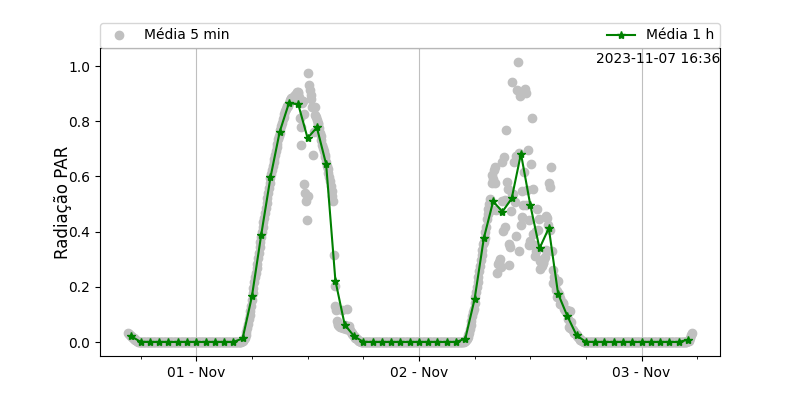 Média 5 min
Média 1 h
2023-11-07 16:36
Radiação PAR
1.0
0.8
0.6
0.4
0.2
0.0
01 - Nov
02 - Nov
03 - Nov